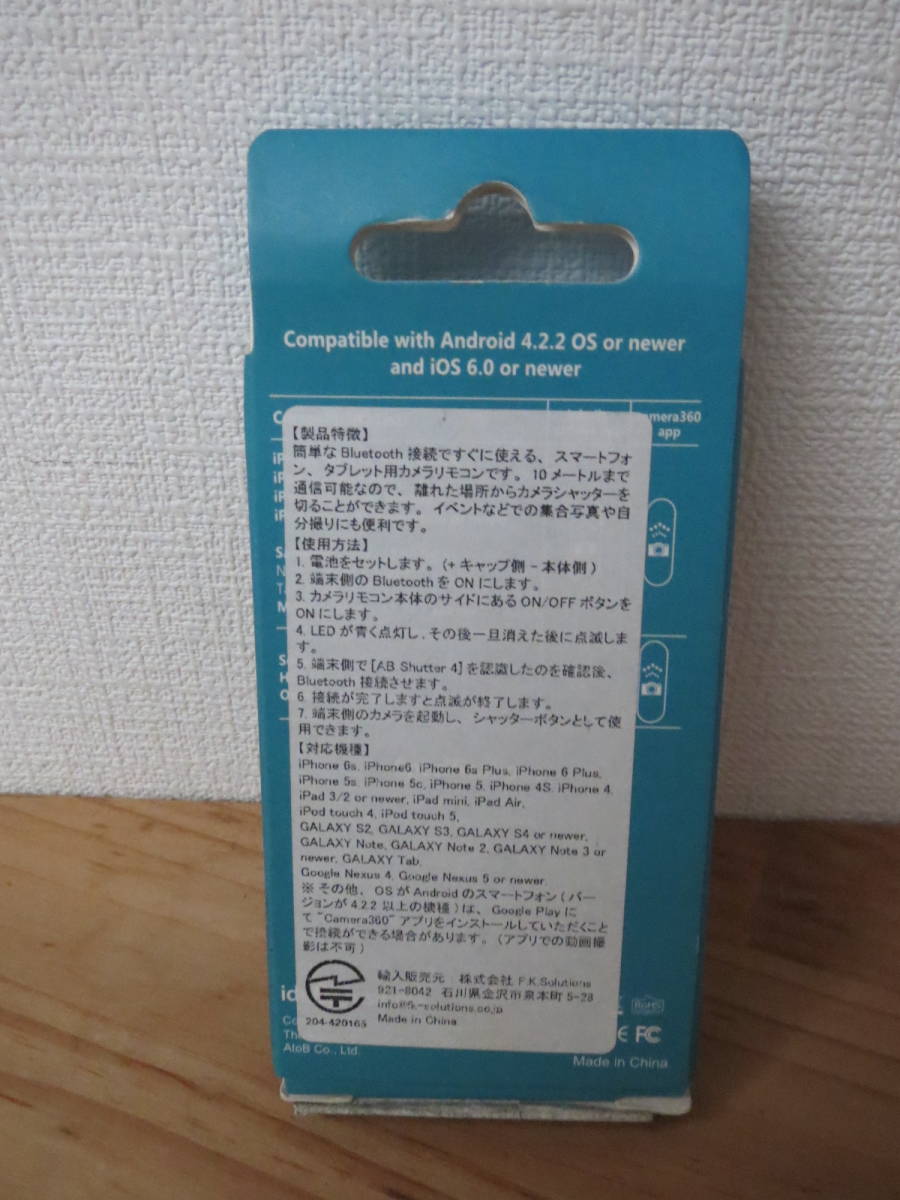 Compatible with Android 4.2.2 OS or newer
and iOS 6.0 or newer
camera360
app
【製品特徴】
簡単な Bluetooth 接続ですぐに使える、スマートフォ
ン、タブレット用カメラリモコンです。10 メートルまで
通信可能なので、離れた場所からカメラシャッターを
切ることができます。イベントなどでの集合写真や自
分撮りにも便利です。
【使用方法】
1. 電池をセットします。（+ キャップ側 - 本体側）
2. 端末側の Bluetooth を ON にします。
3. カメラリモコン本体のサイドにある ON/OFF ボタンを
ON にします。
4. LED が青く点灯し、その後一旦消えた後に点滅しま
す。
5. 端末側で [AB Shutter 4] を認識したのを確認後、
Bluetooth 接続させます。
6. 接続が完了しますと点滅が終了します。
7. 端末側のカメラを起動し、シャッターボタンとして使
用できます。
【対応機種】
iPhone 6s, iPhone6, iPhone 6s Plus, iPhone 6 Plus,
iPhone 5s, iPhone 5c, iPhone 5, iPhone 4S, iPhone 4,
iPad 3/2 or newer, iPad mini, iPad Air,
iPod touch 4, iPod touch 5,
GALAXY S2, GALAXY S3, GALAXY S4 or newer,
GALAXY Note, GALAXY Note 2, GALAXY Note 3 or
newer, GALAXY Tab,
Google Nexus 4, Google Nexus 5 or newer
※ その他、OS が Android のスマートフォン（バー
ジョンが 4.2.2 以上の機種）は、Google Play に
て "Camera360" アプリをインストールしていただくこと
で接続ができる場合があります。（アプリでの動画撮
影は不可）
輸入販売元：株式会社 F.K.Solutions
921-8042 石川県金沢市泉本町 5-28
info@fk-solutions.co.jp
Made in China
204-420165
AtoB Co., Ltd.
RoHS
CE FC
Made in China